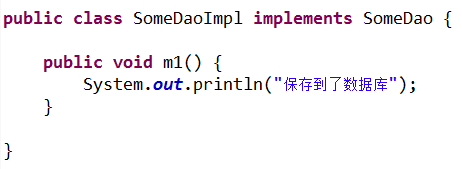 public class SomeDaoImpl implements SomeDao {
public void m1() {
System.out.println("保存到了数据库");
}
}